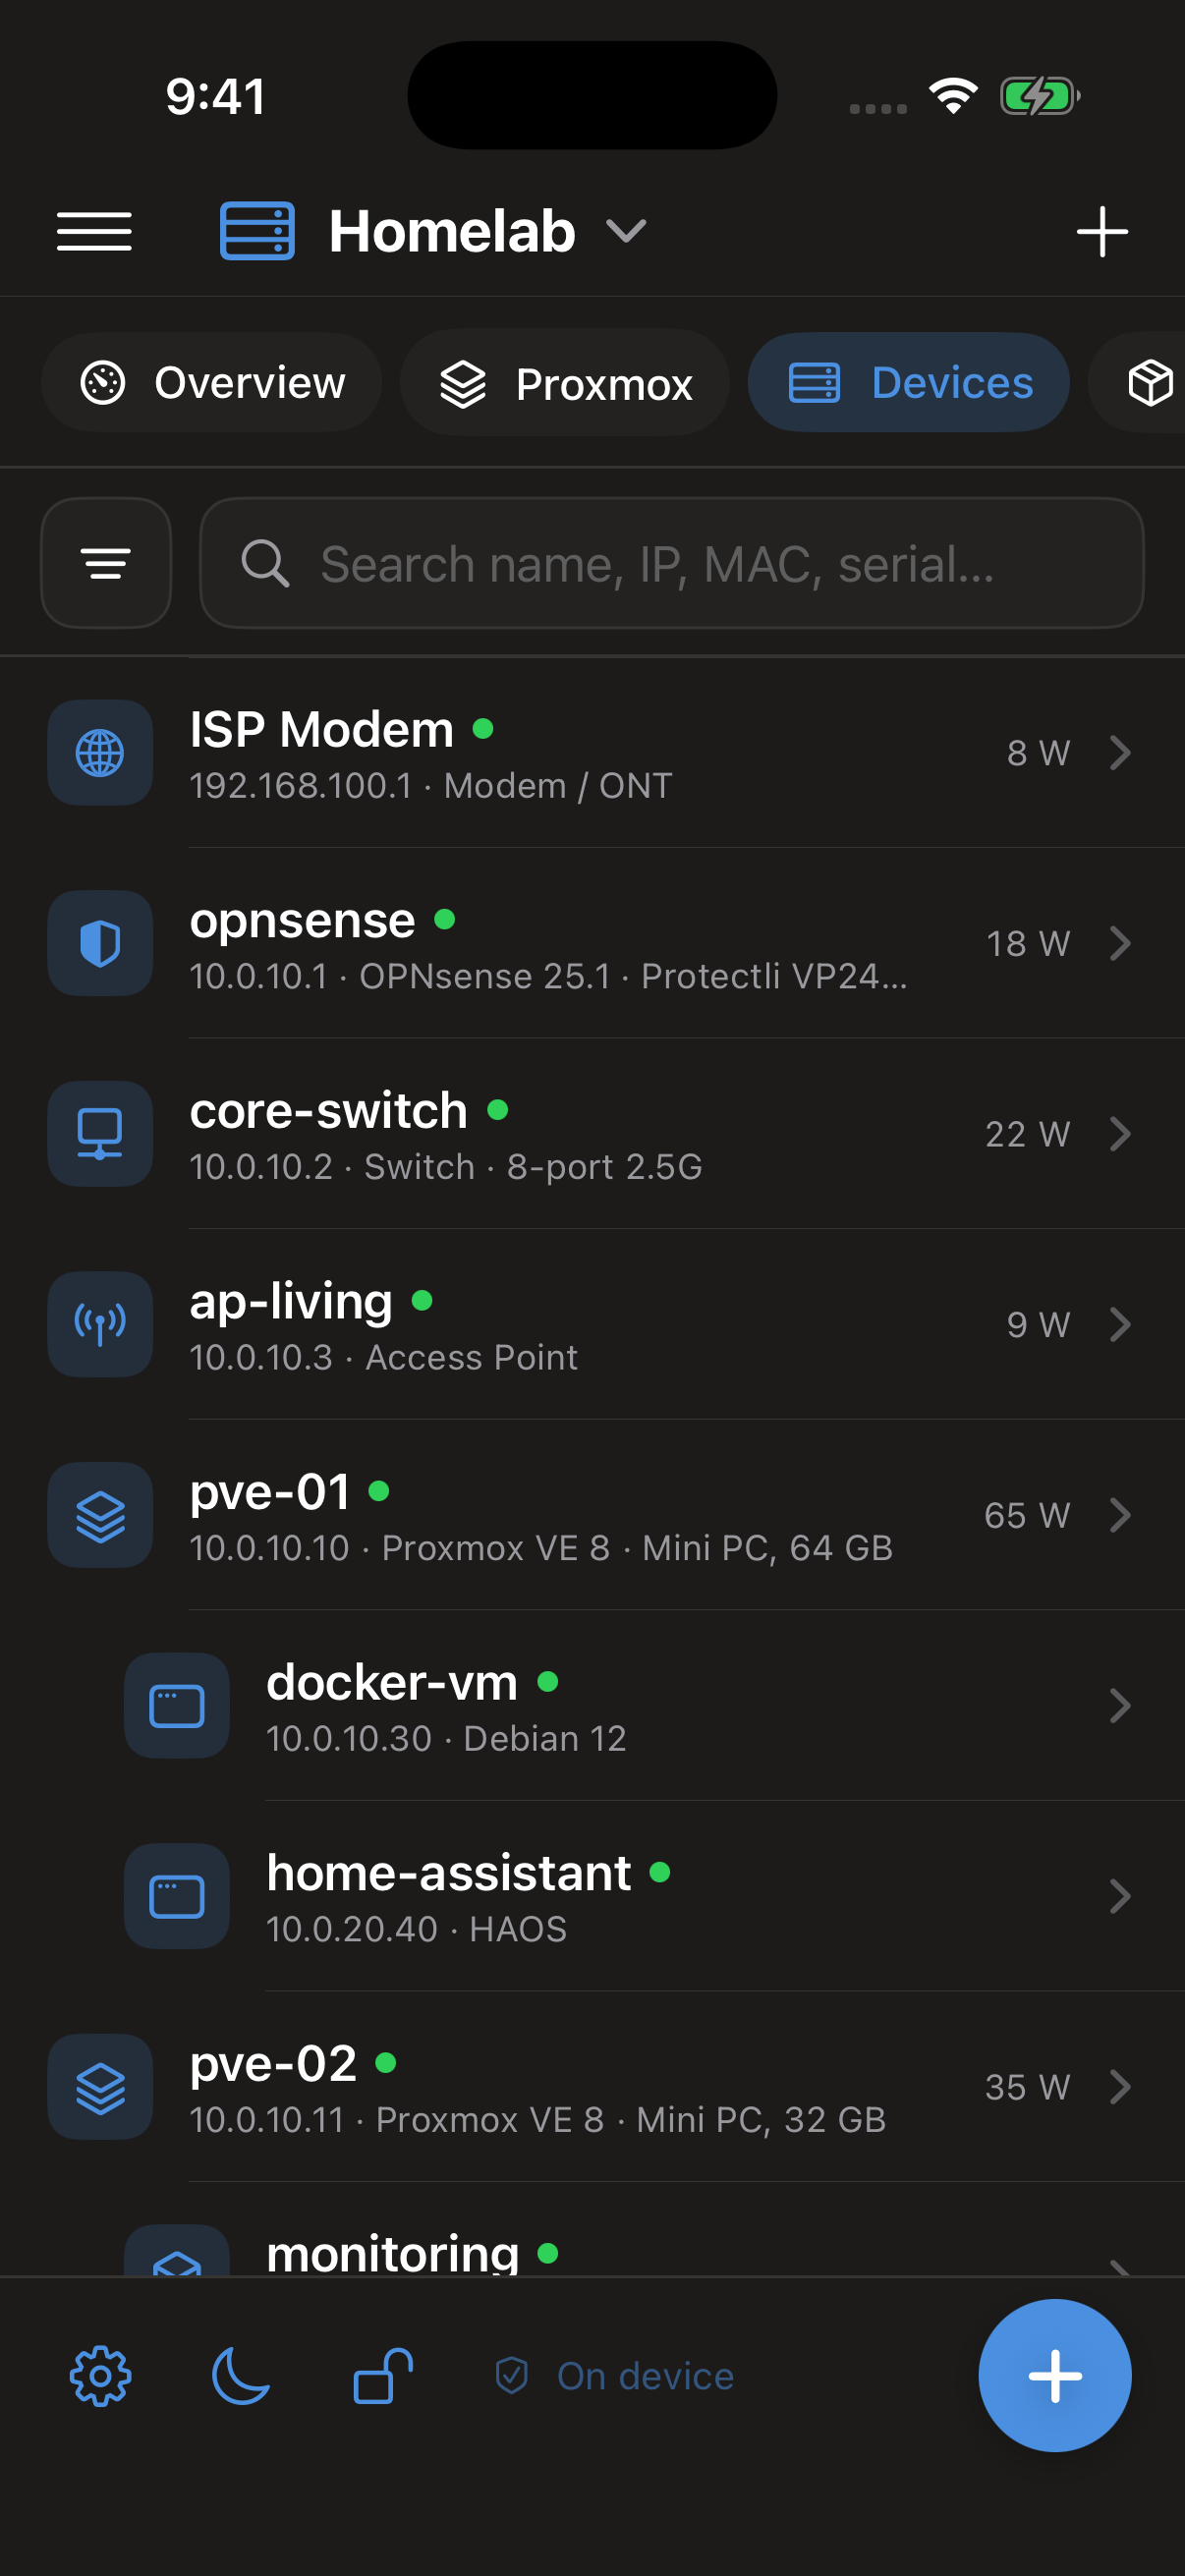 9:41
Homelab
Overview Proxmox Devices
Search name, IP, MAC, serial...
ISP Modem
192.168.100.1 · Modem / ONT
8 W
opnsense
10.0.10.1 · OPNsense 25.1 · Protectli VP24...
18 W
core-switch
10.0.10.2 · Switch · 8-port 2.5G
22 W
ap-living
10.0.10.3 · Access Point
9 W
pve-01
10.0.10.10 · Proxmox VE 8 · Mini PC, 64 GB
65 W
docker-vm
10.0.10.30 · Debian 12
home-assistant
10.0.20.40 · HAOS
pve-02
10.0.10.11 · Proxmox VE 8 · Mini PC, 32 GB
35 W
monitoring
On device